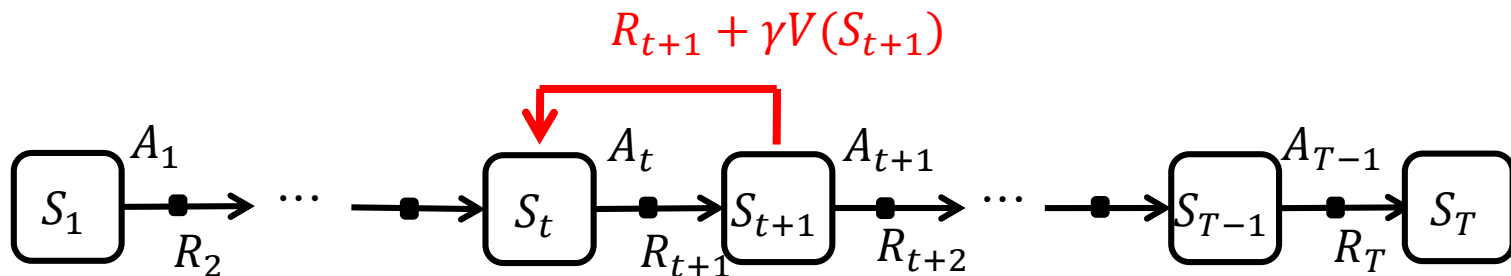 R_{t+1} + γV(S_{t+1})
A_1 A_t A_{t+1} A_{T−1}
S_1 ⋯ S_t S_{t+1} ⋯ S_{T−1} S_T
R_2 R_{t+1} R_{t+2} R_T